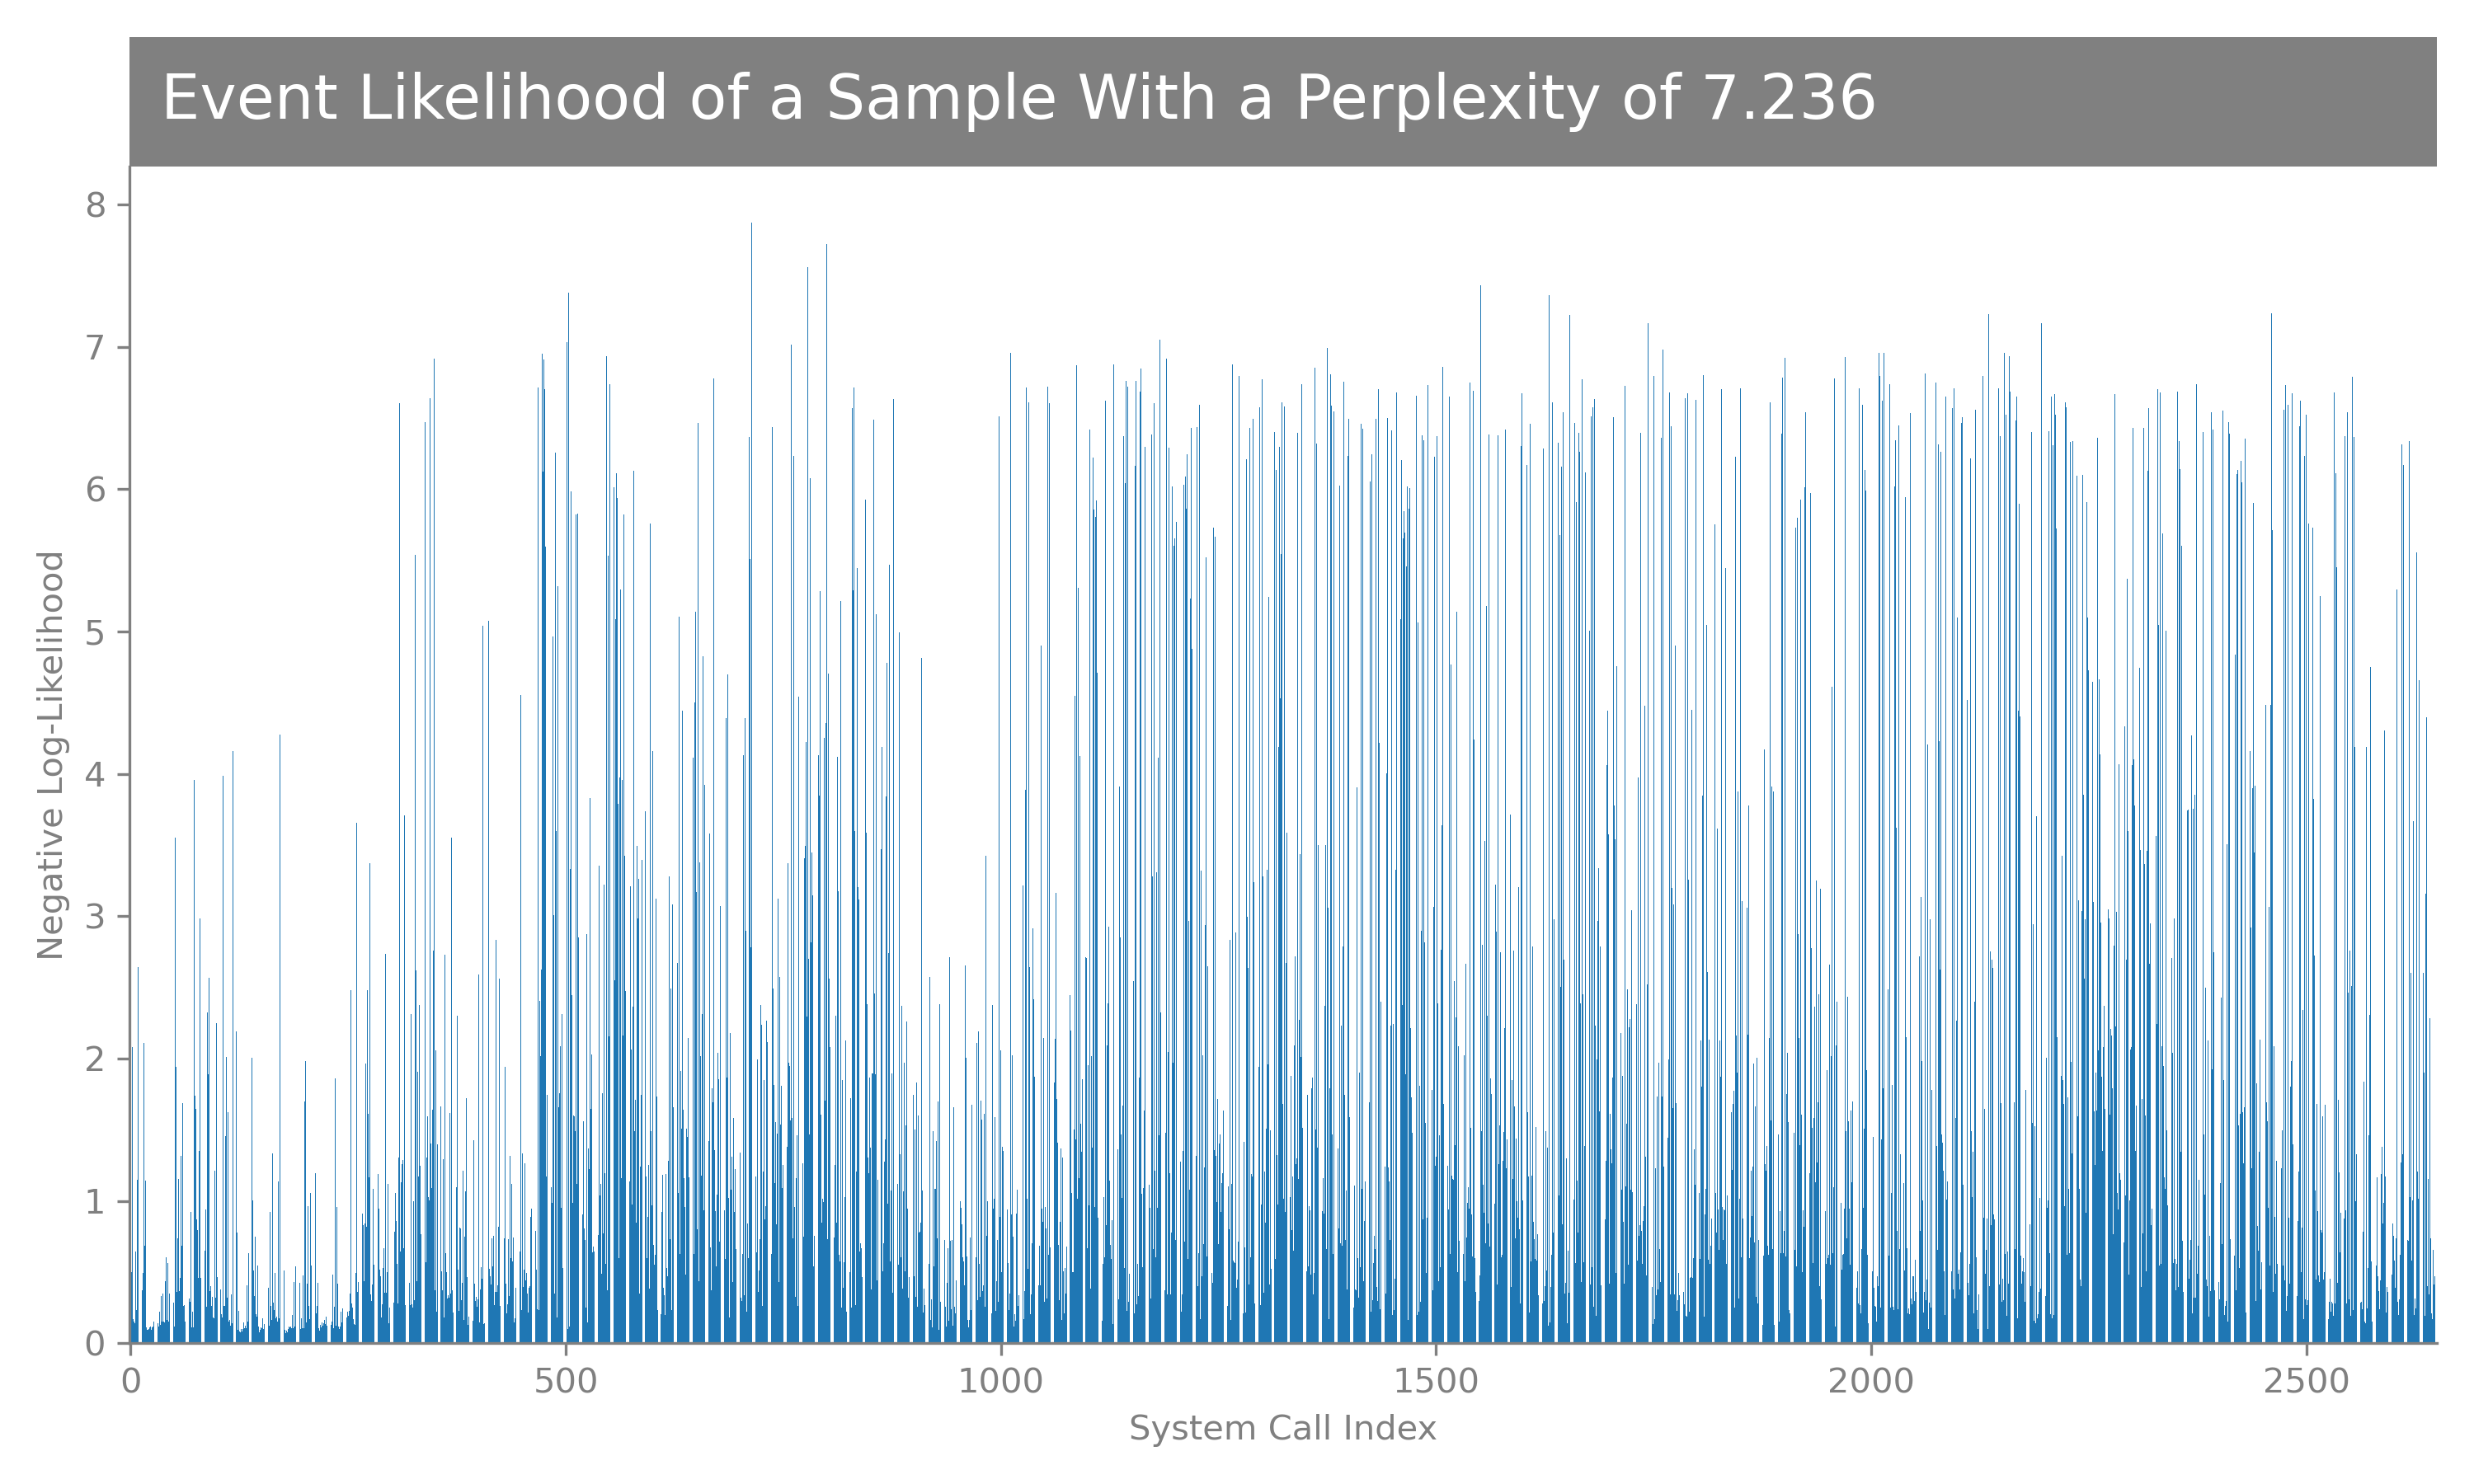 Event Likelihood of a Sample With a Perplexity of 7.236
8
7
6
5
4
3
2
1
0
Negative Log-Likelihood
0 500 1000 1500 2000 2500
System Call Index